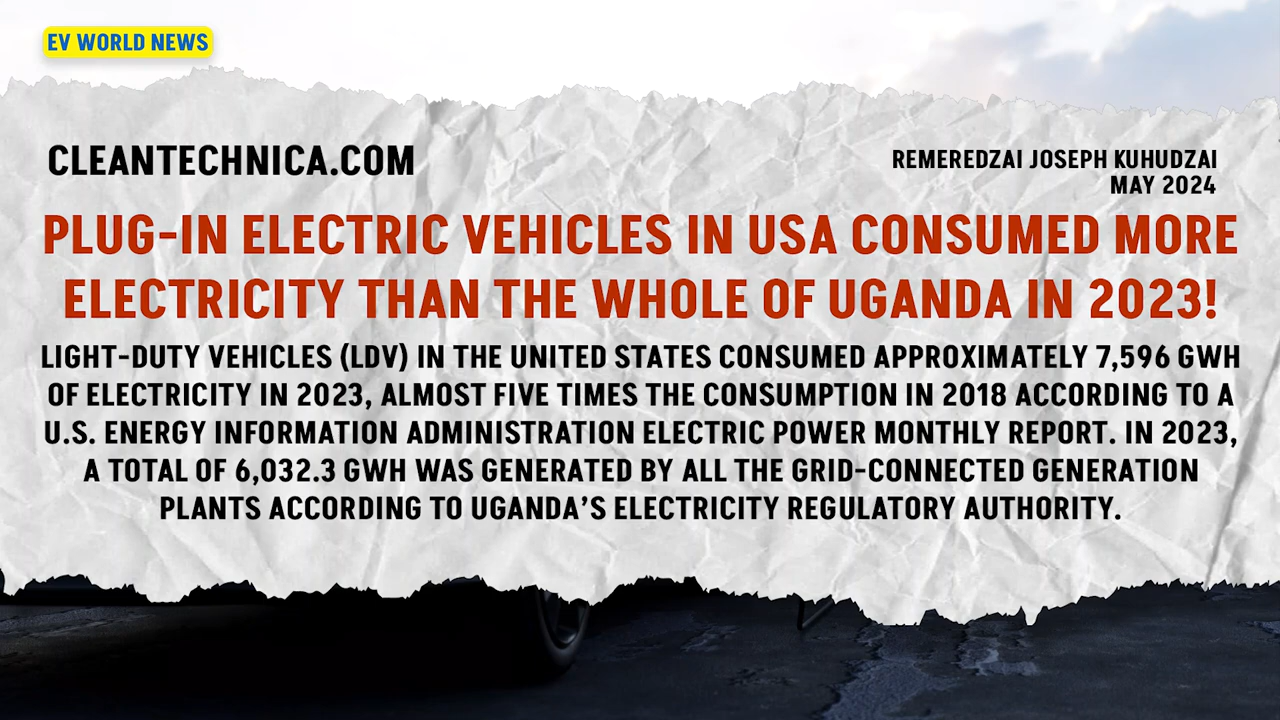 EV WORLD NEWS
CLEANTECHNICA.COM
REMEREDZAI JOSEPH KUHUDZAI
MAY 2024
PLUG-IN ELECTRIC VEHICLES IN USA CONSUMED MORE
ELECTRICITY THAN THE WHOLE OF UGANDA IN 2023!
LIGHT-DUTY VEHICLES (LDV) IN THE UNITED STATES CONSUMED APPROXIMATELY 7,596 GWH
OF ELECTRICITY IN 2023, ALMOST FIVE TIMES THE CONSUMPTION IN 2018 ACCORDING TO A
U.S. ENERGY INFORMATION ADMINISTRATION ELECTRIC POWER MONTHLY REPORT. IN 2023,
A TOTAL OF 6,032.3 GWH WAS GENERATED BY ALL THE GRID-CONNECTED GENERATION
PLANTS ACCORDING TO UGANDA'S ELECTRICITY REGULATORY AUTHORITY.